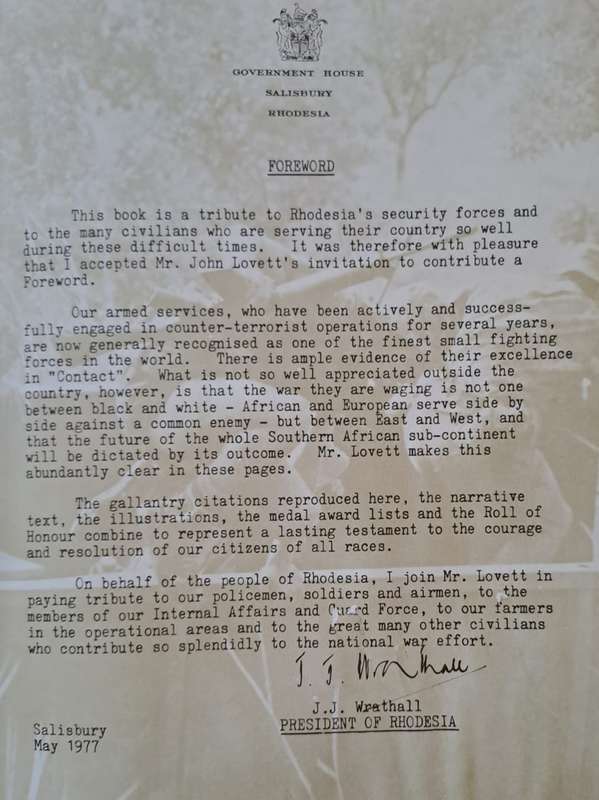 GOVERNMENT HOUSE
SALISBURY
RHODESIA
FOREWORD
This book is a tribute to Rhodesia's security forces and
to the many civilians who are serving their country so well
during these difficult times. It was therefore with pleasure
that I accepted Mr. John Lovett's invitation to contribute a
Foreword.
Our armed services, who have been actively and success-
fully engaged in counter-terrorist operations for several years,
are now generally recognised as one of the finest small fighting
forces in the world. There is ample evidence of their excellence
in "Contact". What is not so well appreciated outside the
country, however, is that the war they are waging is not one
between black and white - African and European serve side by
side against a common enemy - but between East and West, and
that the future of the whole Southern African sub-continent
will be dictated by its outcome. Mr. Lovett makes this
abundantly clear in these pages.
The gallantry citations reproduced here, the narrative
text, the illustrations, the medal award lists and the Roll of
Honour combine to represent a lasting testament to the courage
and resolution of our citizens of all races.
On behalf of the people of Rhodesia, I join Mr. Lovett in
paying tribute to our policemen, soldiers and airmen, to the
members of our Internal Affairs and Guard Force, to our farmers
in the operational areas and to the great many other civilians
who contribute so splendidly to the national war effort.
J. J. Wrathall
J.J. Wrathall
PRESIDENT OF RHODESIA
Salisbury
May 1977